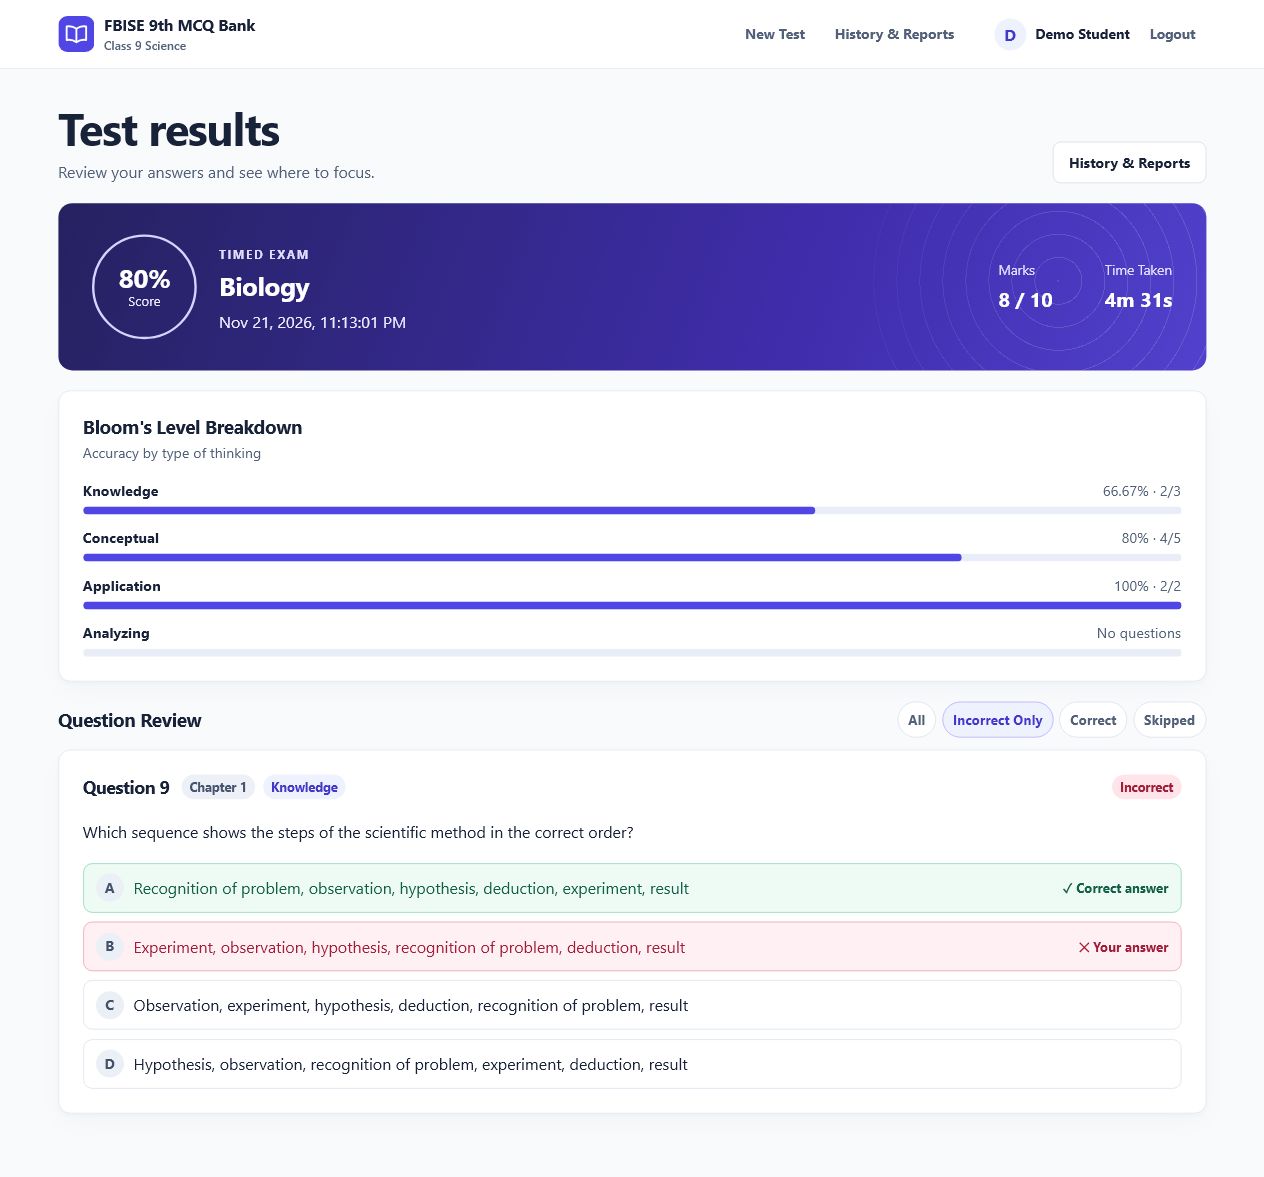 FBISE 9th MCQ Bank
Class 9 Science
New Test
History & Reports
D
Demo Student
Logout
Test results
Review your answers and see where to focus.
History & Reports
80%
Score
TIMED EXAM
Biology
Nov 21, 2026, 11:13:01 PM
Marks
8 / 10
Time Taken
4m 31s
Bloom's Level Breakdown
Accuracy by type of thinking
Knowledge 66.67% · 2/3
Conceptual 80% · 4/5
Application 100% · 2/2
Analyzing No questions
Question Review
All
Incorrect Only
Correct
Skipped
Question 9 Chapter 1 Knowledge Incorrect
Which sequence shows the steps of the scientific method in the correct order?
A Recognition of problem, observation, hypothesis, deduction, experiment, result ✓ Correct answer
B Experiment, observation, hypothesis, recognition of problem, deduction, result ✕ Your answer
C Observation, experiment, hypothesis, deduction, recognition of problem, result
D Hypothesis, observation, recognition of problem, experiment, deduction, result